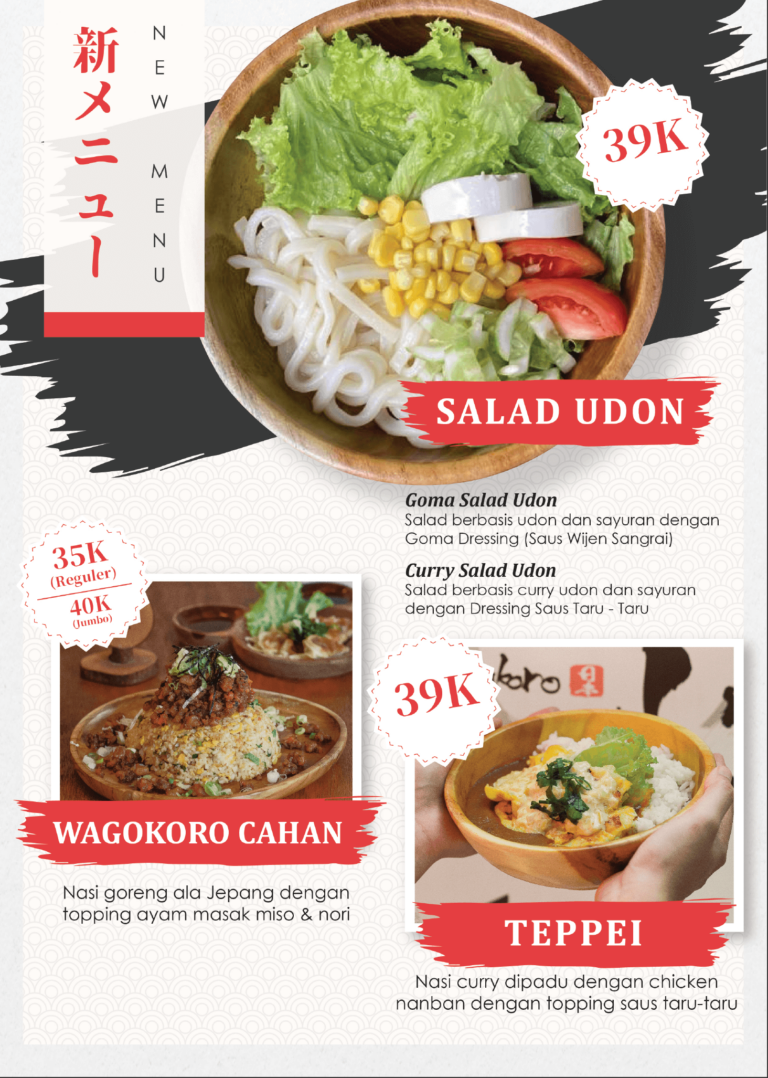 新メニュー
NEW MENU
39K
SALAD UDON
Goma Salad Udon
Salad berbasis udon dan sayuran dengan
Goma Dressing (Saus Wijen Sangrai)
Curry Salad Udon
Salad berbasis curry udon dan sayuran
dengan Dressing Saus Taru - Taru
35K
(Reguler)
40K
(Jumbo)
WAGOKORO CAHAN
Nasi goreng ala Jepang dengan
topping ayam masak miso & nori
39K
TEPPEI
Nasi curry dipadu dengan chicken
nanban dengan topping saus taru-taru